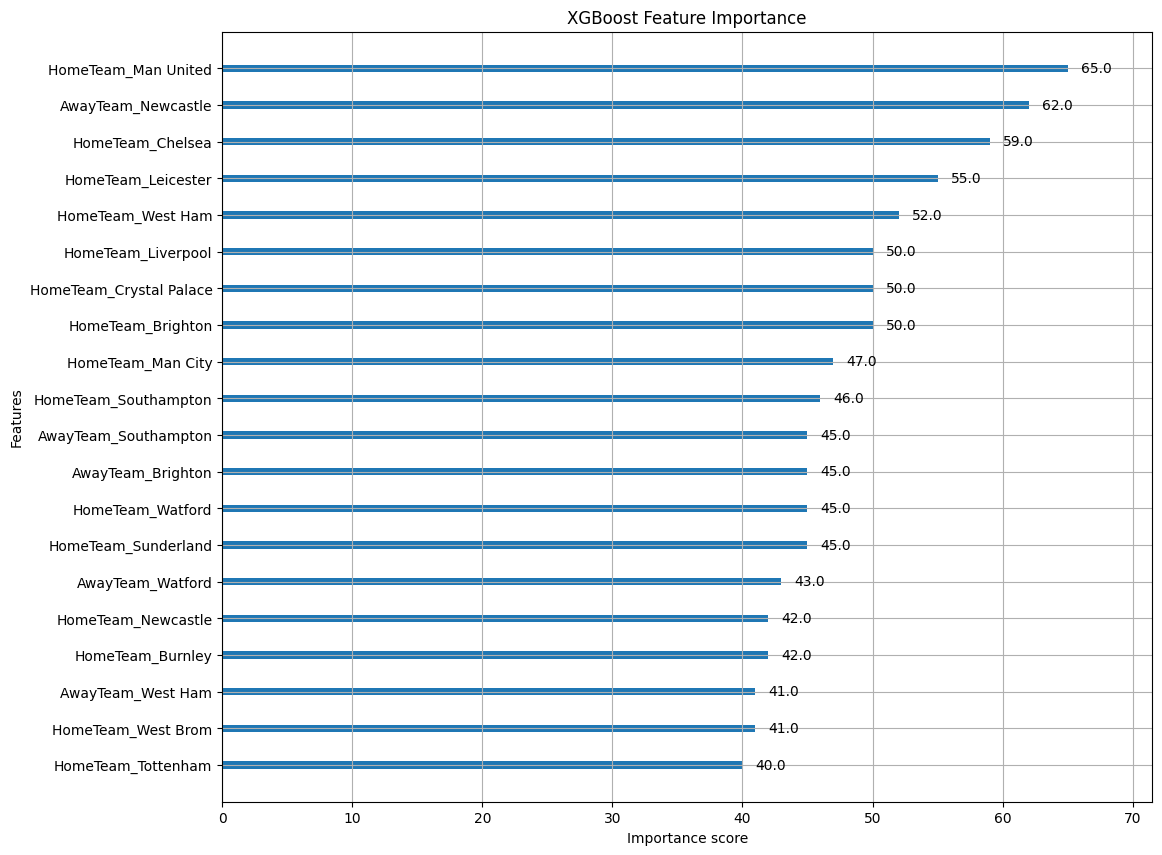 XGBoost Feature Importance
HomeTeam_Man United 65.0
AwayTeam_Newcastle 62.0
HomeTeam_Chelsea 59.0
HomeTeam_Leicester 55.0
HomeTeam_West Ham 52.0
HomeTeam_Liverpool 50.0
HomeTeam_Crystal Palace 50.0
HomeTeam_Brighton 50.0
HomeTeam_Man City 47.0
HomeTeam_Southampton 46.0
AwayTeam_Southampton 45.0
AwayTeam_Brighton 45.0
HomeTeam_Watford 45.0
HomeTeam_Sunderland 45.0
AwayTeam_Watford 43.0
HomeTeam_Newcastle 42.0
HomeTeam_Burnley 42.0
AwayTeam_West Ham 41.0
HomeTeam_West Brom 41.0
HomeTeam_Tottenham 40.0
Features
0 10 20 30 40 50 60 70
Importance score